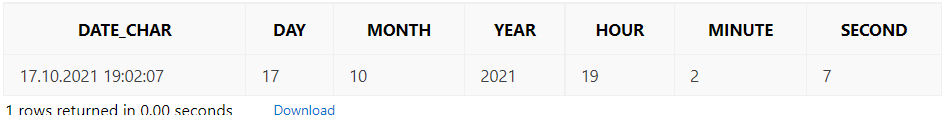 DATE_CHAR DAY MONTH YEAR HOUR MINUTE SECOND
17.10.2021 19:02:07 17 10 2021 19 2 7
1 rows returned in 0.00 seconds Download